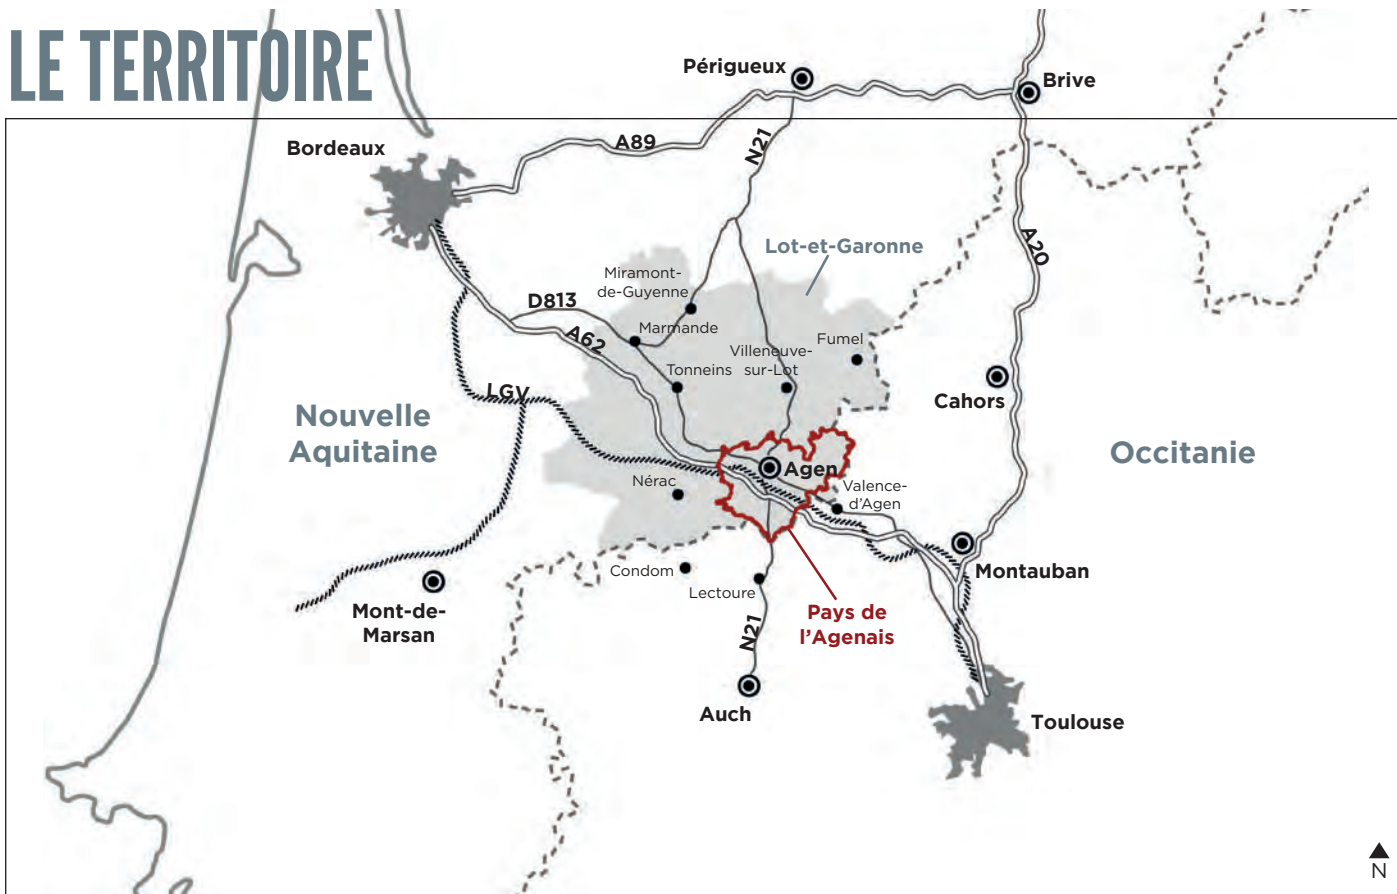 LE TERRITOIRE
Périgueux
Brive
A89
N21
Bordeaux
A20
Lot-et-Garonne
Miramont-
de-Guyenne
D813
A62
Marmande
Villeneuve-
sur-Lot
Fumel
Tonneins
LGV
Cahors
Nouvelle
Aquitaine
Occitanie
Agen
Nérac
Valence-
d’Agen
Condom
Lectoure
Montauban
Mont-de-
Marsan
Pays de
l’Agenais
N21
Auch
Toulouse
N